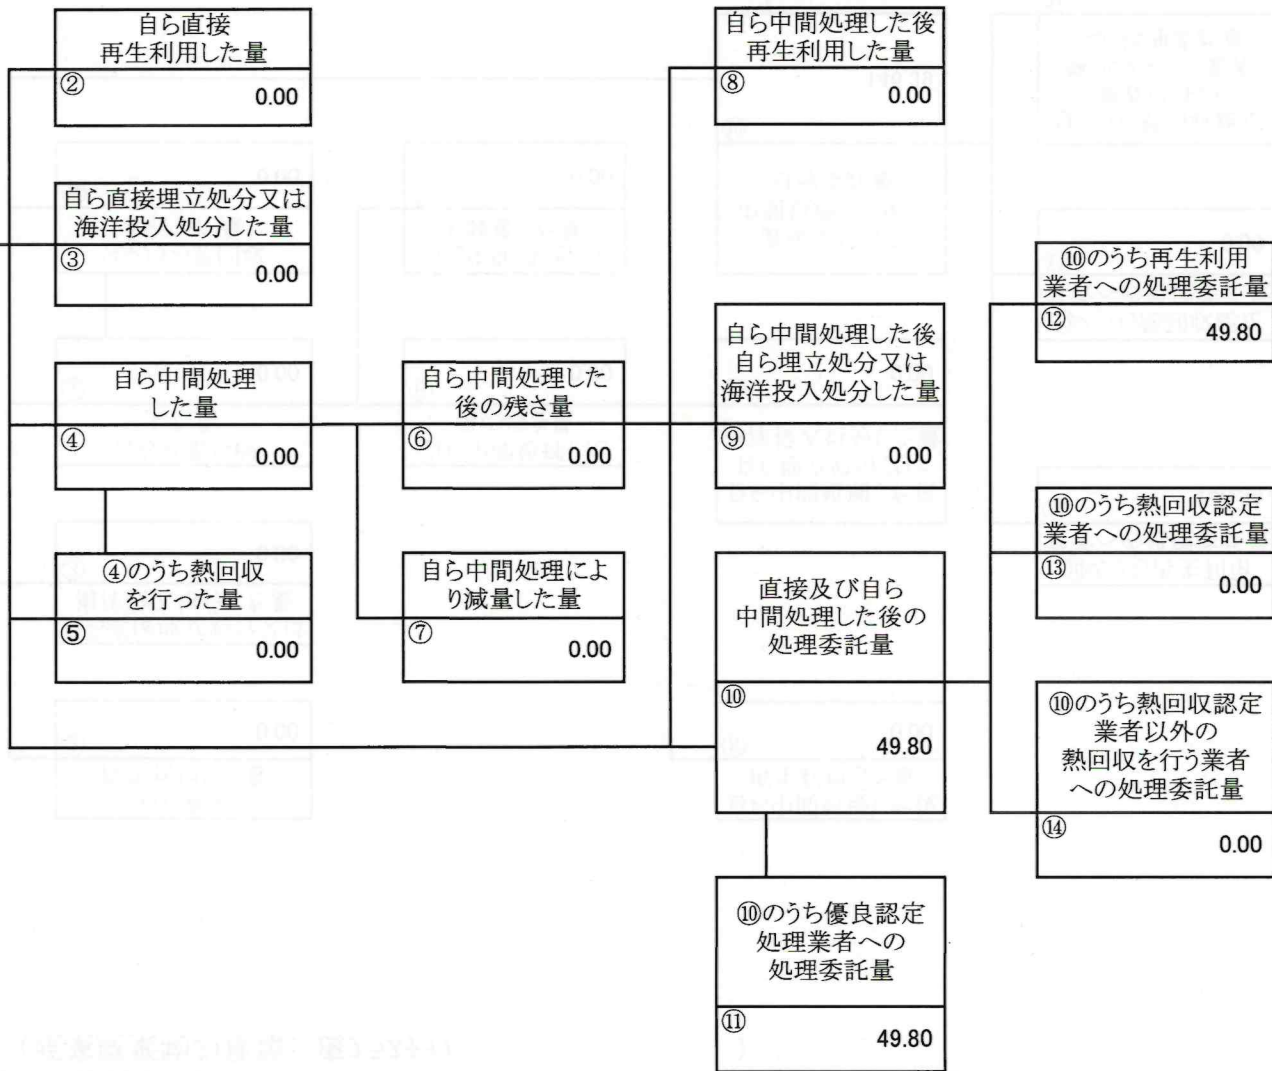 自ら直接
再生利用した量
②
0.00
自ら直接埋立処分又は
海洋投入処分した量
③
0.00
自ら中間処理
した量
④
0.00
④のうち熱回収
を行った量
⑤
0.00
自ら中間処理した
後の残さ量
⑥
0.00
自ら中間処理によ
り減量した量
⑦
0.00
自ら中間処理した後
再生利用した量
⑧
0.00
自ら中間処理した後
自ら埋立処分又は
海洋投入処分した量
⑨
0.00
直接及び自ら
中間処理した後の
処理委託量
⑩
49.80
⑩のうち優良認定
処理業者への
処理委託量
⑪
49.80
⑩のうち再生利用
業者への処理委託量
⑫
49.80
⑩のうち熱回収認定
業者への処理委託量
⑬
0.00
⑩のうち熱回収認定
業者以外の
熱回収を行う業者
への処理委託量
⑭
0.00